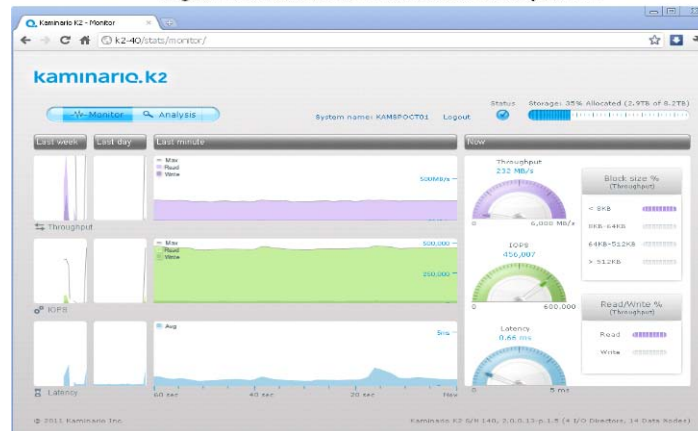 Kaminario K2 - Monitor
k2-40/stats/monitor/
kaminario.k2
Monitor Analysis
System name: KAMSPOCT01 Logout
Status Storage: 35% Allocated (2.9TB of 8.2TB)
Last week Last day Last minute Now
Max
Read
Write
500MB/s
Throughput
Throughput
232 MB/s
0 6,000 MB/s
Block size %
(Throughput)
< 8KB
8KB-64KB
64KB-512KB
> 512KB
Max
Read
Write
500,000
250,000
IOPS
IOPS
456,007
0 600,000
Read/Write %
(Throughput)
Read
Write
Avg
5ms
Latency
Latency
0.66 ms
0 5 ms
60 sec 40 sec 20 sec Now
© 2011 Kaminario Inc.
Kaminario K2 S/N 140, 2.0.0.13-p.1.5 (4 I/O Directors, 14 Data Nodes)